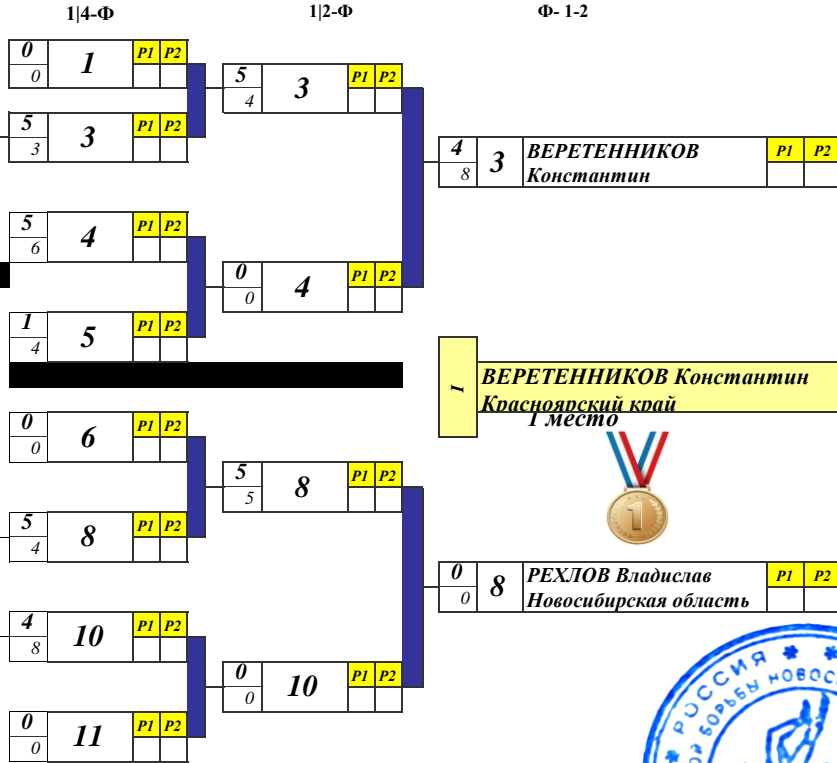 1|4-Ф 1|2-Ф Ф- 1-2
0 1 P1 P2
0
5 3 P1 P2
3
5 4 P1 P2
6
1 5 P1 P2
4
0 6 P1 P2
0
5 8 P1 P2
4
4 10 P1 P2
8
0 11 P1 P2
0
5 3 P1 P2
4
0 4 P1 P2
0
5 8 P1 P2
5
0 10 P1 P2
0
4 3 ВЕРЕТЕННИКОВ P1 P2
8 Константин
I ВЕРЕТЕННИКОВ Константин
Красноярский край
1 место
1
0 8 РЕХЛОВ Владислав P1 P2
0 Новосибирская область
РОССИЯ
БОРЬБЫ НОВОС